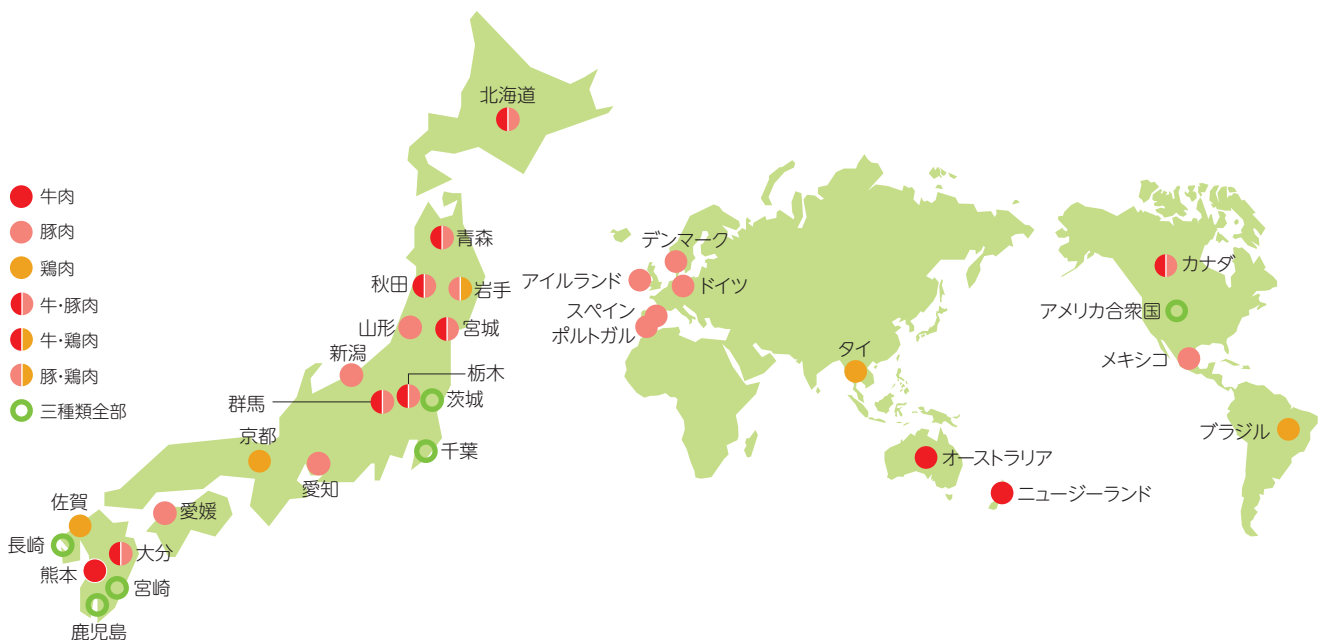 牛肉
豚肉
鶏肉
牛・豚肉
牛・鶏肉
豚・鶏肉
三種類全部
北海道
青森
秋田
岩手
山形
宮城
新潟
栃木
群馬
茨城
京都
千葉
愛知
佐賀
愛媛
長崎
大分
熊本
宮崎
鹿児島
デンマーク
アイルランド
ドイツ
スペイン
ポルトガル
タイ
オーストラリア
ニュージーランド
カナダ
アメリカ合衆国
メキシコ
ブラジル